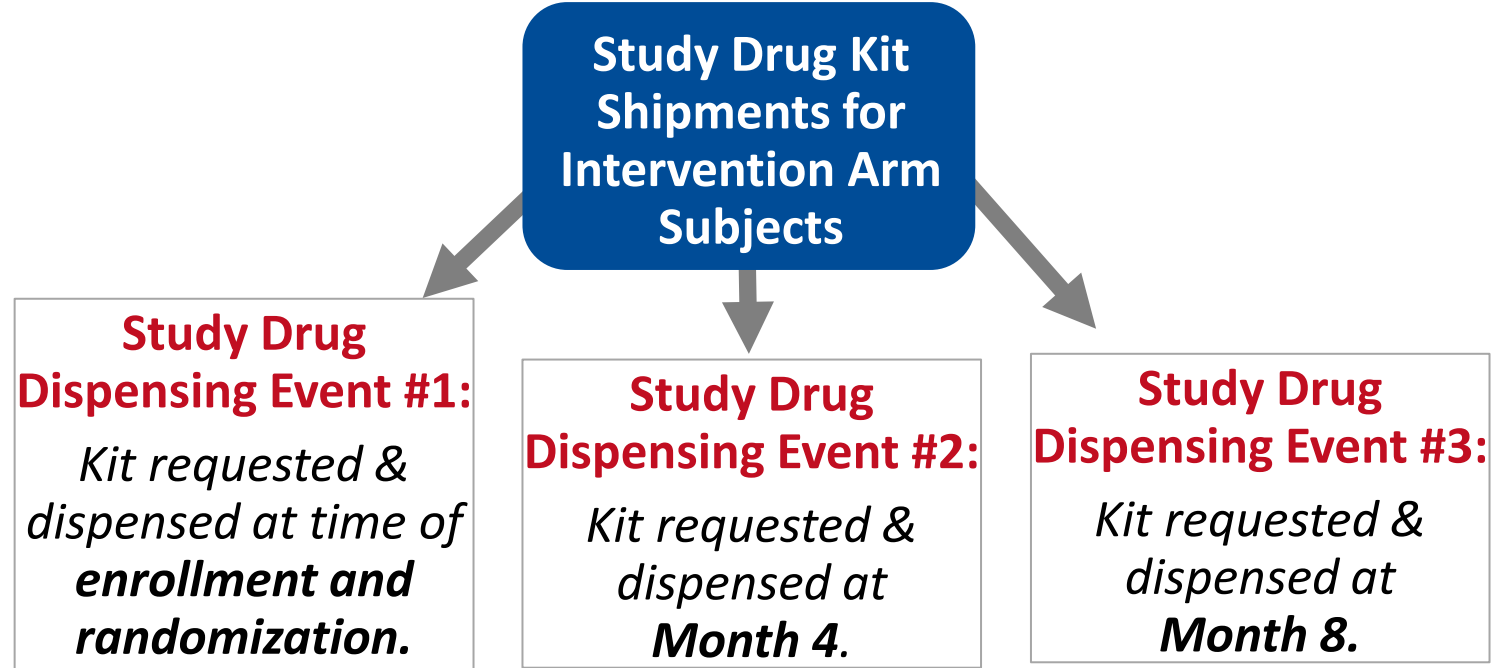 Study Drug Kit
Shipments for
Intervention Arm
Subjects
Study Drug
Dispensing Event #1:
Kit requested &
dispensed at time of
enrollment and
randomization.
Study Drug
Dispensing Event #2:
Kit requested &
dispensed at
Month 4.
Study Drug
Dispensing Event #3:
Kit requested &
dispensed at
Month 8.